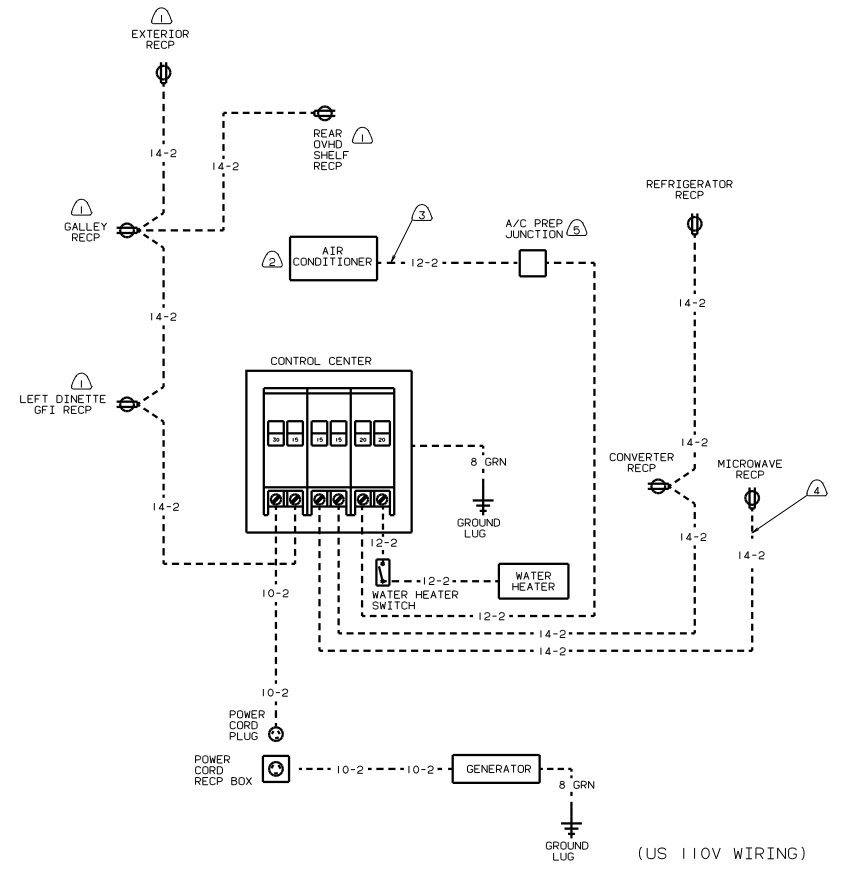 1
EXTERIOR
RECP
14-2
14-2
REAR
OVHD
SHELF
RECP
1
1
GALLEY
RECP
REFRIGERATOR
RECP
3
A/C PREP
JUNCTION
5
2
AIR
CONDITIONER
12-2
14-2
14-2
1
LEFT DINETTE
GFI RECP
CONTROL CENTER
30
15
15
15
20
20
8 GRN
GROUND
LUG
14-2
CONVERTER
RECP
MICROWAVE
RECP
4
14-2
12-2
14-2
14-2
12-2
WATER
HEATER
WATER HEATER
SWITCH
10-2
12-2
14-2
14-2
10-2
POWER
CORD
PLUG
POWER
CORD
RECP BOX
10-2
10-2
GENERATOR
8 GRN
GROUND
LUG
(US 110V WIRING)